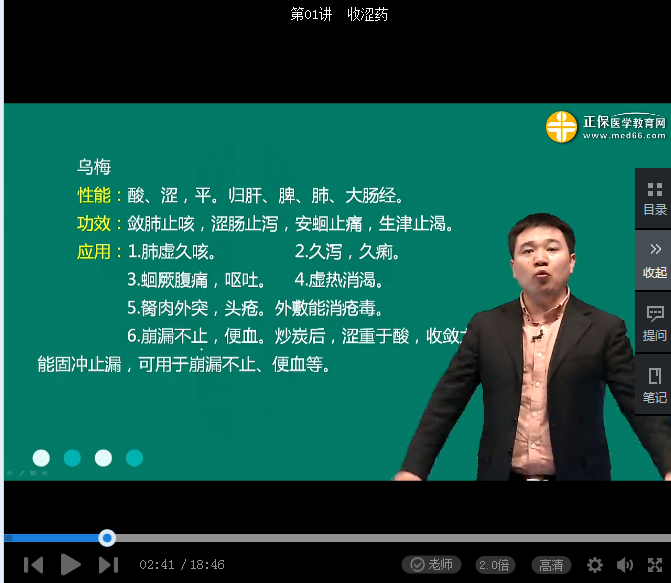 第01讲 收涩药
正保医学教育网
www.med66.com
乌梅
性能：酸、涩，平。归肝、脾、肺、大肠经。
功效：敛肺止咳，涩肠止泻，安蛔止痛，生津止渴。
应用：1.肺虚久咳。 2.久泻，久痢。
3.蛔厥腹痛，呕吐。 4.虚热消渴。
5.胬肉外突，头疮。外敷能消疮毒。
6.崩漏不止，便血。炒炭后，涩重于酸，收敛
能固冲止漏，可用于崩漏不止、便血等。
目录
收起
提问
笔记
02:41 / 18:46 老师 2.0倍 高清